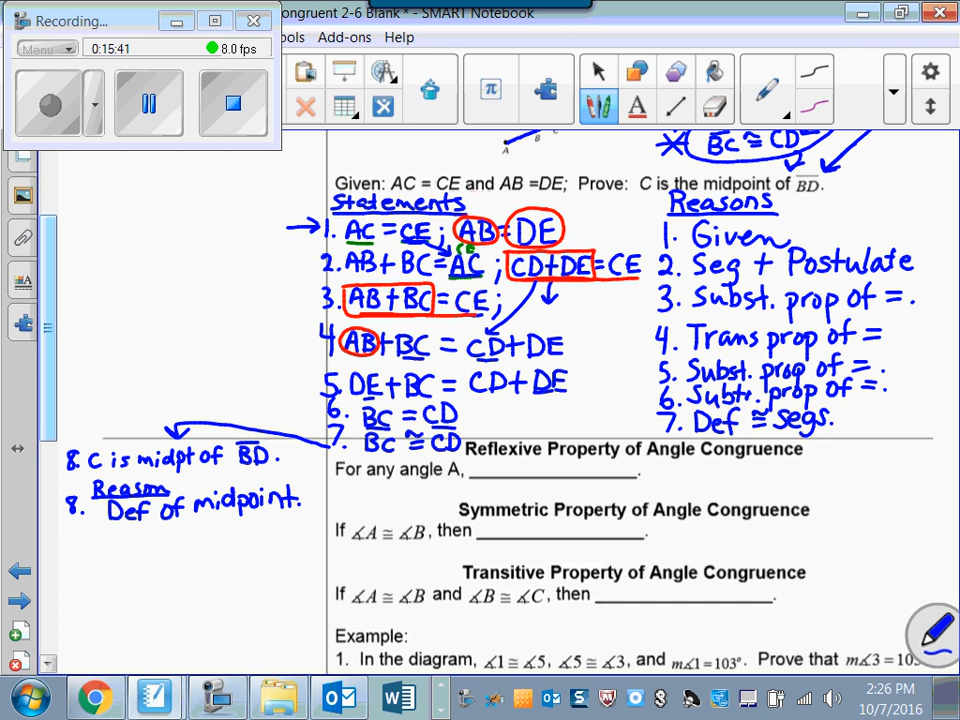 Recording...
Congruent 2-6 Blank * - SMART Notebook
Menu
0:15:41
8.0 fps
Add-ons Help
π
A
A
B
C
BC ≅ CD
Given: AC = CE and AB =DE; Prove: C is the midpoint of BD.
Statements
Reasons
1. AC = CE; AB = DE
1. Given
CE
2. AB + BC = AC ; CD+DE = CE
2. Seg + Postulate
3. AB + BC = CE;
3. Subst. prop of =.
4 AB + BC = CD + DE
4. Trans prop of =
5. DE + BC = CD + DE
5. Subst. prop of =.
6. BC = CD
6. Subtr. prop of =.
7. BC ≅ CD
7. Def ≅ segs.
8. C is midpt of BD.
Reason
8. Def of midpoint.
Reflexive Property of Angle Congruence
For any angle A, ____________________.
Symmetric Property of Angle Congruence
If ∡A ≅ ∡B, then ____________________.
Transitive Property of Angle Congruence
If ∡A ≅ ∡B and ∡B ≅ ∡C, then ____________________.
Example:
1. In the diagram, ∡1 ≅ ∡5, ∡5 ≅ ∡3, and m∡1 = 103°. Prove that m∡3 = 103
2:26 PM
10/7/2016